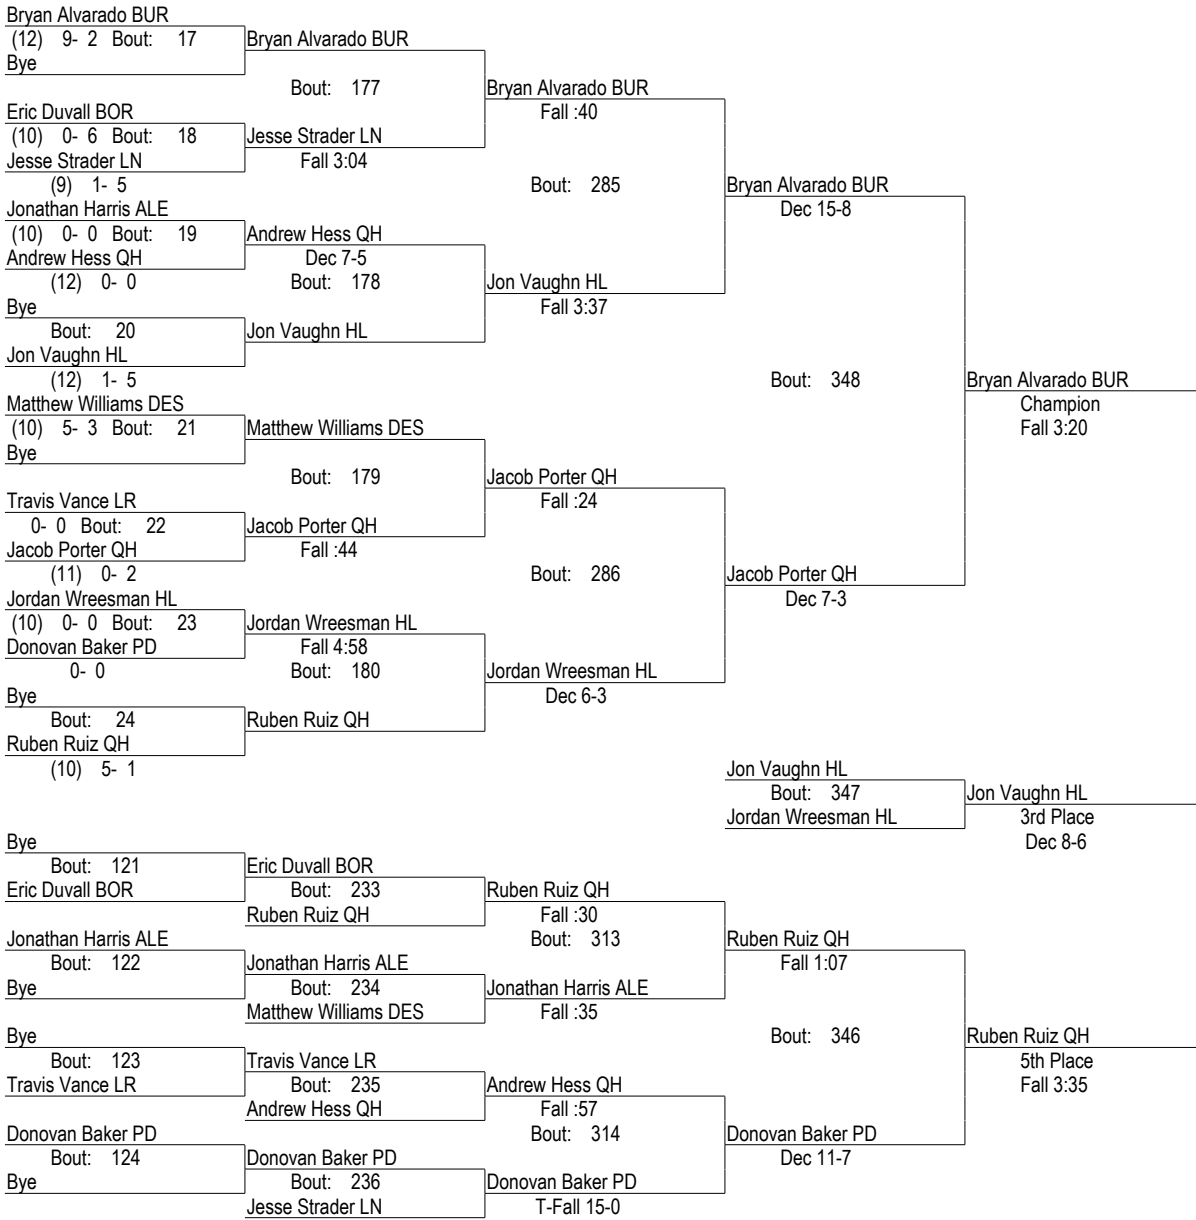 Bryan Alvarado BUR
(12) 9- 2 Bout: 17 Bryan Alvarado BUR
Bye
Bout: 177 Bryan Alvarado BUR
Eric Duvall BOR Fall :40
(10) 0- 6 Bout: 18 Jesse Strader LN
Jesse Strader LN Fall 3:04
(9) 1- 5 Bout: 285 Bryan Alvarado BUR
Jonathan Harris ALE Dec 15-8
(10) 0- 0 Bout: 19 Andrew Hess QH
Andrew Hess QH Dec 7-5
(12) 0- 0 Bout: 178 Jon Vaughn HL
Bye Fall 3:37
Bout: 20 Jon Vaughn HL
Jon Vaughn HL
(12) 1- 5 Bout: 348 Bryan Alvarado BUR
Matthew Williams DES Champion
(10) 5- 3 Bout: 21 Matthew Williams DES Fall 3:20
Bye
Bout: 179 Jacob Porter QH
Travis Vance LR Fall :24
0- 0 Bout: 22 Jacob Porter QH
Jacob Porter QH Fall :44
(11) 0- 2 Bout: 286 Jacob Porter QH
Jordan Wreesman HL Dec 7-3
(10) 0- 0 Bout: 23 Jordan Wreesman HL
Donovan Baker PD Fall 4:58
0- 0 Bout: 180 Jordan Wreesman HL
Bye Dec 6-3
Bout: 24 Ruben Ruiz QH
Ruben Ruiz QH
(10) 5- 1 Jon Vaughn HL
Bout: 347 Jon Vaughn HL
Jordan Wreesman HL 3rd Place
Bye Dec 8-6
Bout: 121 Eric Duvall BOR
Eric Duvall BOR Bout: 233 Ruben Ruiz QH
Ruben Ruiz QH Fall :30
Jonathan Harris ALE Bout: 313 Ruben Ruiz QH
Bout: 122 Jonathan Harris ALE Fall 1:07
Bye Bout: 234 Jonathan Harris ALE
Matthew Williams DES Fall :35
Bye Bout: 346 Ruben Ruiz QH
Bout: 123 Travis Vance LR 5th Place
Travis Vance LR Bout: 235 Andrew Hess QH Fall 3:35
Andrew Hess QH Fall :57
Donovan Baker PD Bout: 314 Donovan Baker PD
Bout: 124 Donovan Baker PD Dec 11-7
Bye Bout: 236 Donovan Baker PD
Jesse Strader LN T-Fall 15-0